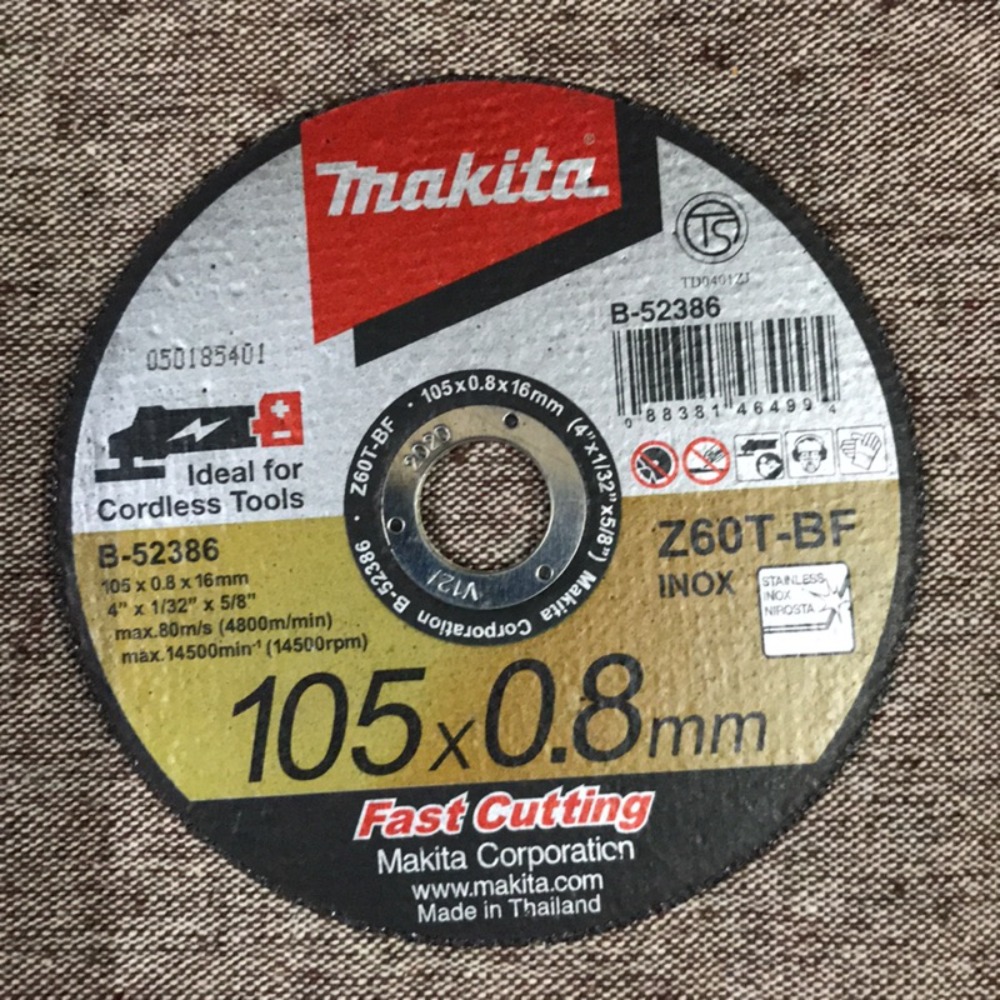 makita®
TS
TD04012J
B-52386
0 88381 46499 4
050185401
Ideal for
Cordless Tools
B-52386
105 x 0.8 x 16mm
4" x 1/32" x 5/8"
max.80m/s (4800m/min)
max.14500min⁻¹ (14500rpm)
Z60T-BF · 105x0.8x16mm (4"x1/32"x5/8") Makita Corporation B-52386 ·
2020
V12/
Z60T-BF
INOX
STAINLESS
INOX
NIROSTA
105x0.8mm
Fast Cutting
Makita Corporation
www.makita.com
Made in Thailand